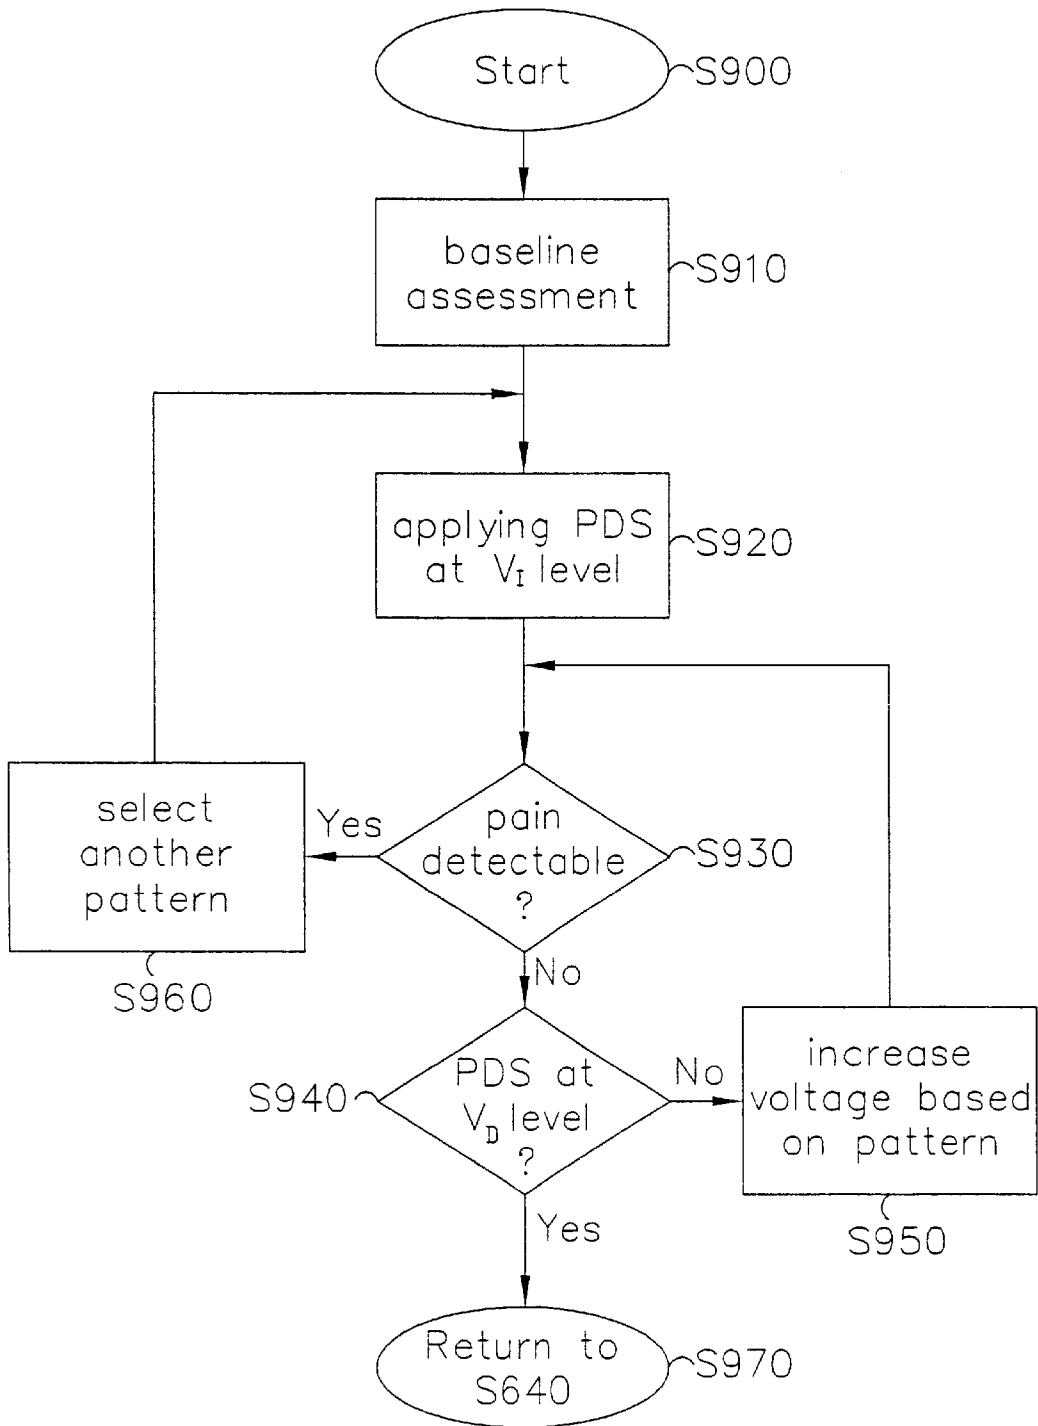 Start
S900
baseline
assessment
S910
applying PDS
at V_I level
S920
pain
detectable
?
S930
Yes
select
another
pattern
S960
No
PDS at
V_D level
?
S940
No
increase
voltage based
on pattern
S950
Yes
Return to
S640
S970